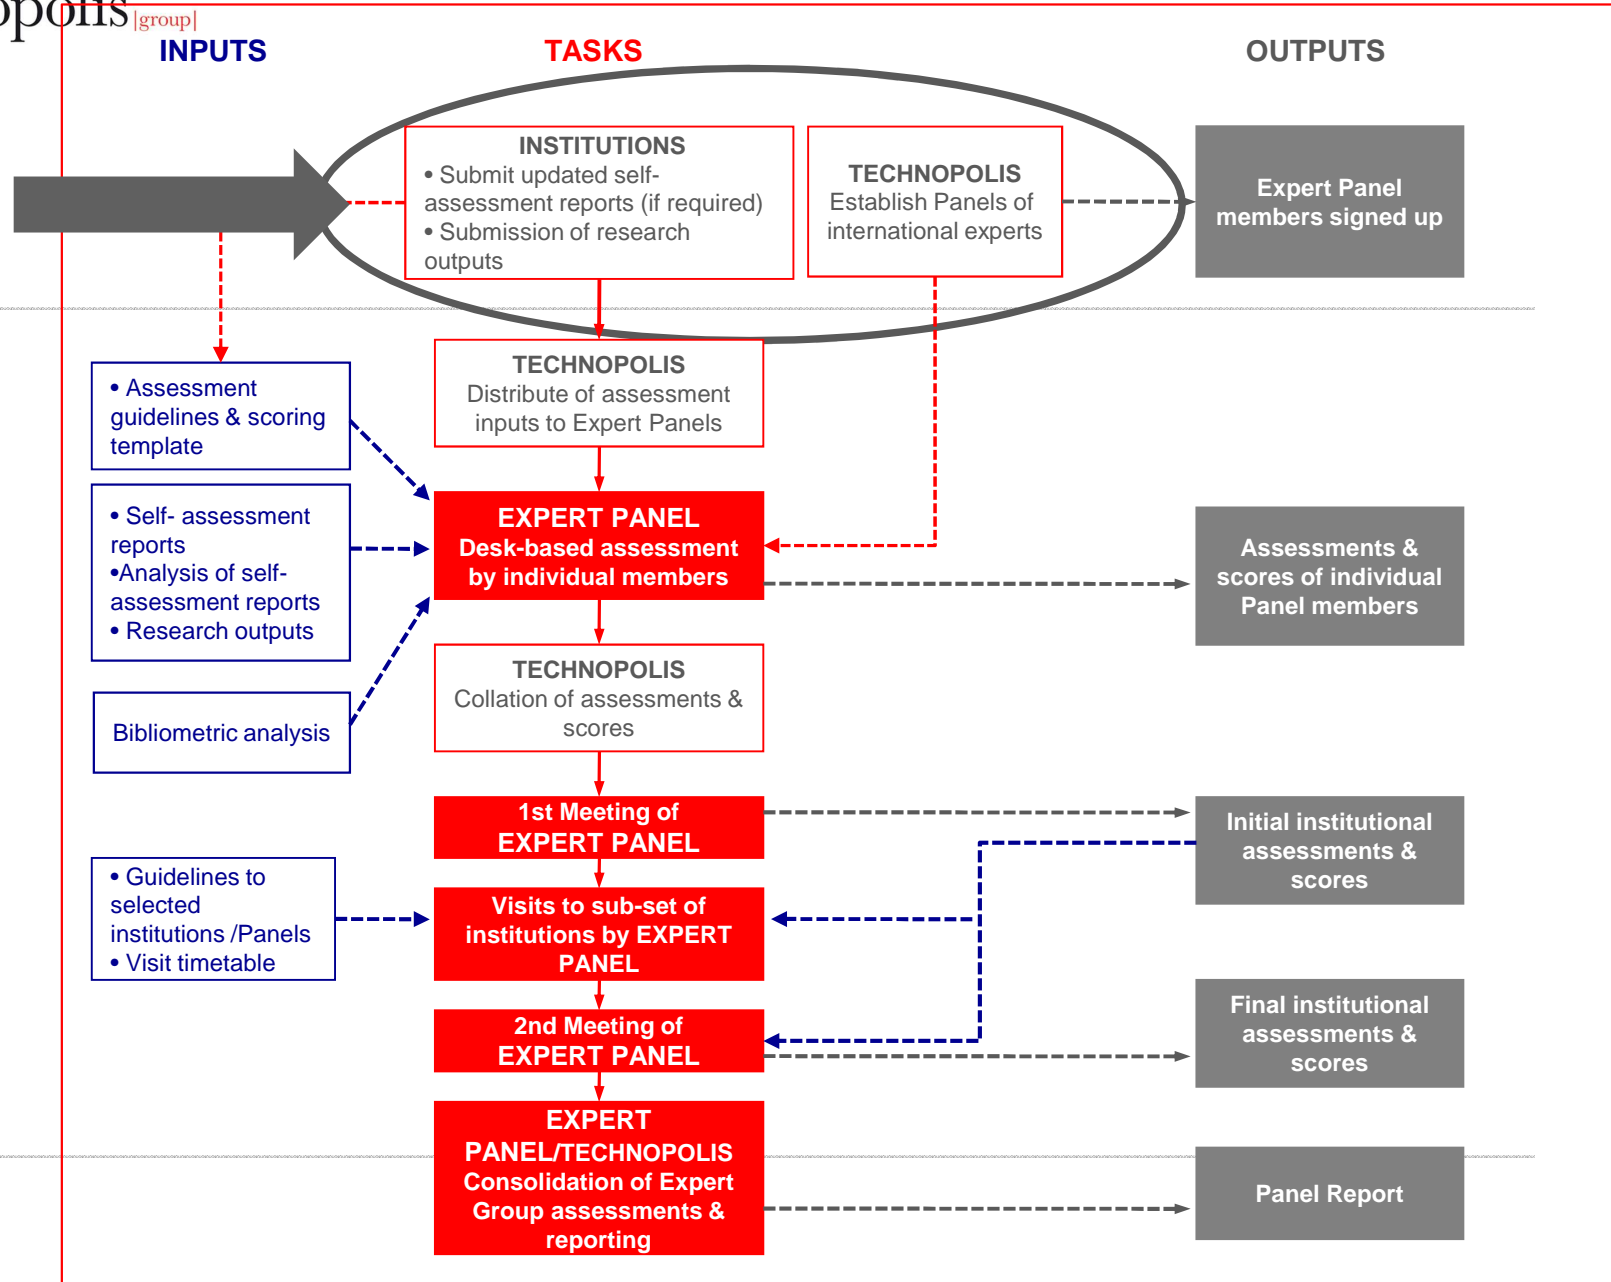 opolis |group|
INPUTS
TASKS
OUTPUTS
INSTITUTIONS
• Submit updated self-
assessment reports (if required)
• Submission of research
outputs
TECHNOPOLIS
Establish Panels of
international experts
Expert Panel
members signed up
TECHNOPOLIS
Distribute of assessment
inputs to Expert Panels
• Assessment
guidelines & scoring
template
• Self- assessment
reports
•Analysis of self-
assessment reports
• Research outputs
Bibliometric analysis
EXPERT PANEL
Desk-based assessment
by individual members
Assessments &
scores of individual
Panel members
TECHNOPOLIS
Collation of assessments &
scores
1st Meeting of
EXPERT PANEL
Initial institutional
assessments &
scores
• Guidelines to
selected
institutions /Panels
• Visit timetable
Visits to sub-set of
institutions by EXPERT
PANEL
2nd Meeting of
EXPERT PANEL
Final institutional
assessments &
scores
EXPERT
PANEL/TECHNOPOLIS
Consolidation of Expert
Group assessments &
reporting
Panel Report